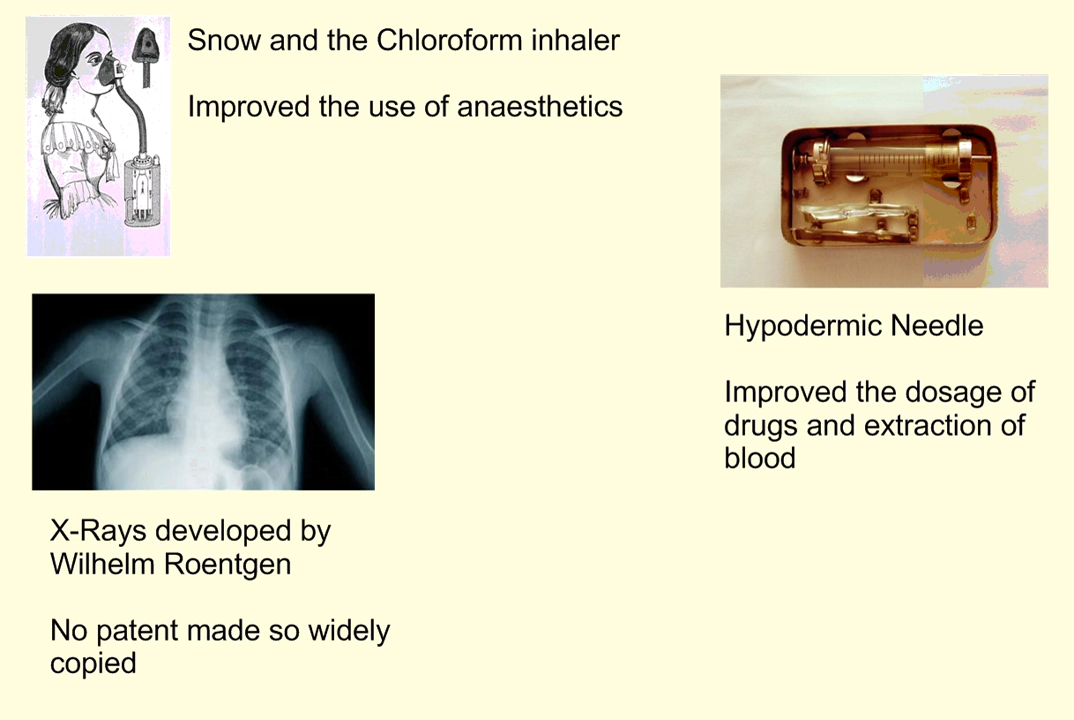 Snow and the Chloroform inhaler
Improved the use of anaesthetics
Hypodermic Needle
Improved the dosage of
drugs and extraction of
blood
X-Rays developed by
Wilhelm Roentgen
No patent made so widely
copied